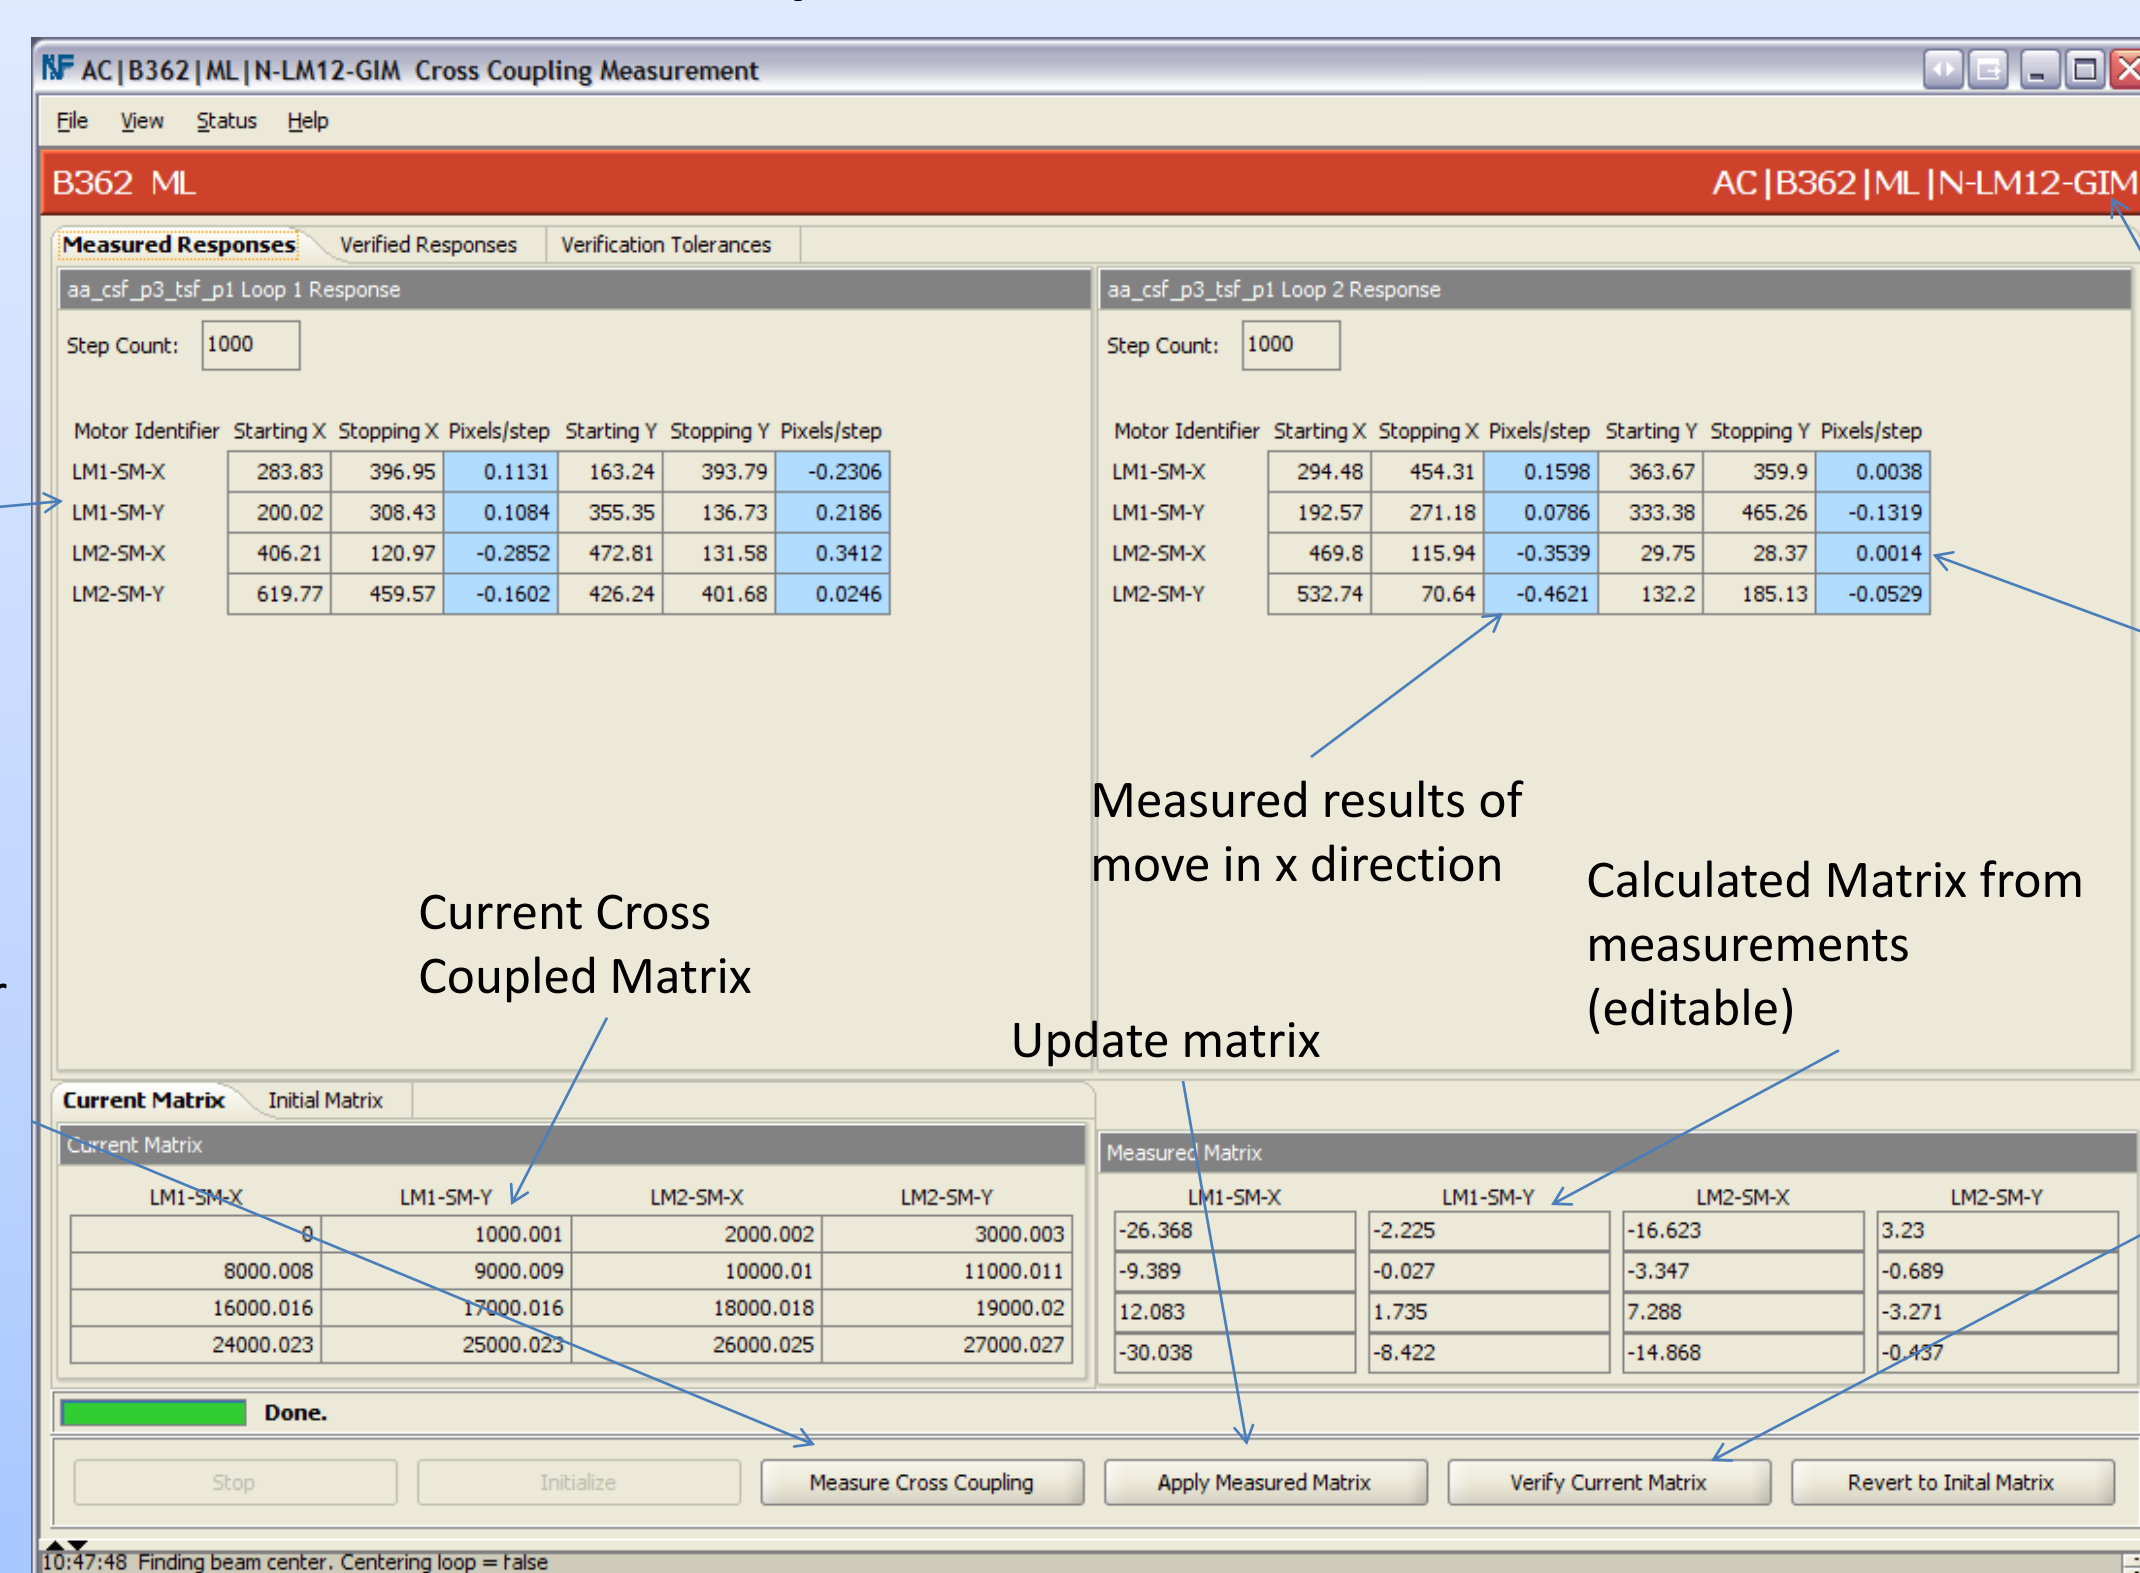 NF AC|B362|ML|N-LM12-GIM Cross Coupling Measurement
File View Status Help
B362 ML AC|B362|ML|N-LM12-GIM
Measured Responses Verified Responses Verification Tolerances
aa_csf_p3_tsf_p1 Loop 1 Response
Step Count: 1000
Motor Identifier Starting X Stopping X Pixels/step Starting Y Stopping Y Pixels/step
LM1-SM-X 283.83 396.95 0.1131 163.24 393.79 -0.2306
LM1-SM-Y 200.02 308.43 0.1084 355.35 136.73 0.2186
LM2-SM-X 406.21 120.97 -0.2852 472.81 131.58 0.3412
LM2-SM-Y 619.77 459.57 -0.1602 426.24 401.68 0.0246
aa_csf_p3_tsf_p1 Loop 2 Response
Step Count: 1000
Motor Identifier Starting X Stopping X Pixels/step Starting Y Stopping Y Pixels/step
LM1-SM-X 294.48 454.31 0.1598 363.67 359.9 0.0038
LM1-SM-Y 192.57 271.18 0.0786 333.38 465.26 -0.1319
LM2-SM-X 469.8 115.94 -0.3539 29.75 28.37 0.0014
LM2-SM-Y 532.74 70.64 -0.4621 132.2 185.13 -0.0529
Measured results of
move in x direction
Calculated Matrix from
measurements
(editable)
Current Cross
Coupled Matrix
Update matrix
Current Matrix Initial Matrix
Current Matrix
LM1-SM-X LM1-SM-Y LM2-SM-X LM2-SM-Y
0 1000.001 2000.002 3000.003
8000.008 9000.009 10000.01 11000.011
16000.016 17000.016 18000.018 19000.02
24000.023 25000.023 26000.025 27000.027
Measured Matrix
LM1-SM-X LM1-SM-Y LM2-SM-X LM2-SM-Y
-26.368 -2.225 -16.623 3.23
-9.389 -0.027 -3.347 -0.689
12.083 1.735 7.288 -3.271
-30.038 -8.422 -14.868 -0.437
Done.
Stop Initialize Measure Cross Coupling Apply Measured Matrix Verify Current Matrix Revert to Inital Matrix
10:47:48 Finding beam center. Centering loop = false